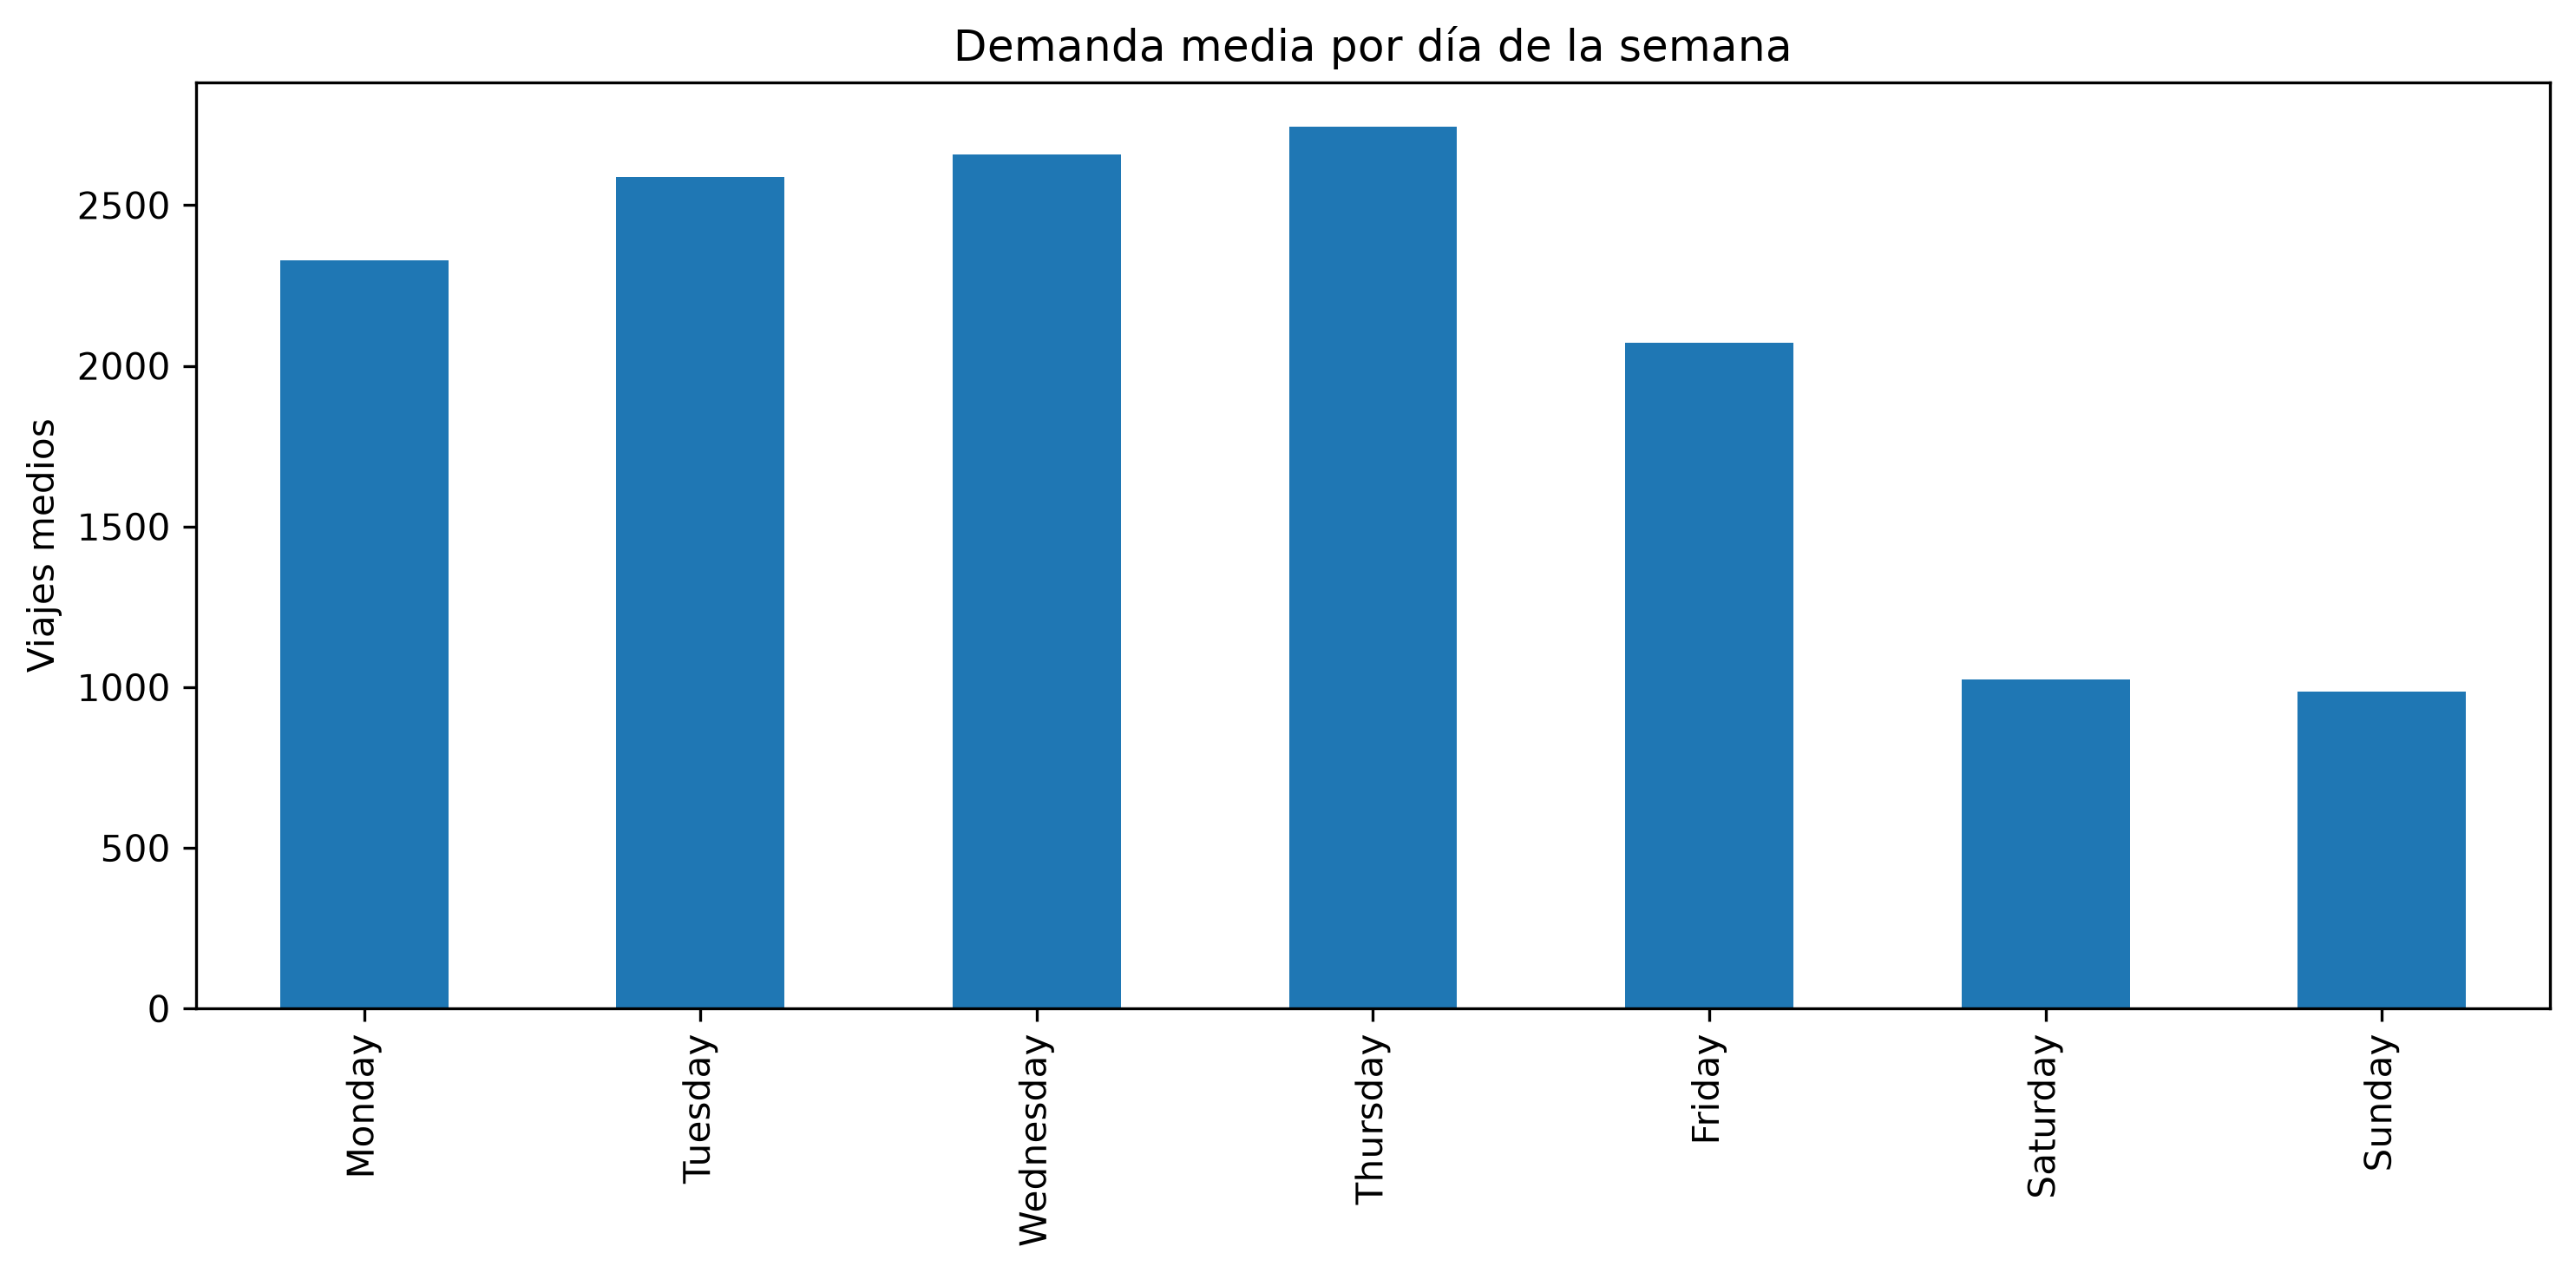 Demanda media por día de la semana
Viajes medios
2500
2000
1500
1000
500
0
Monday
Tuesday
Wednesday
Thursday
Friday
Saturday
Sunday